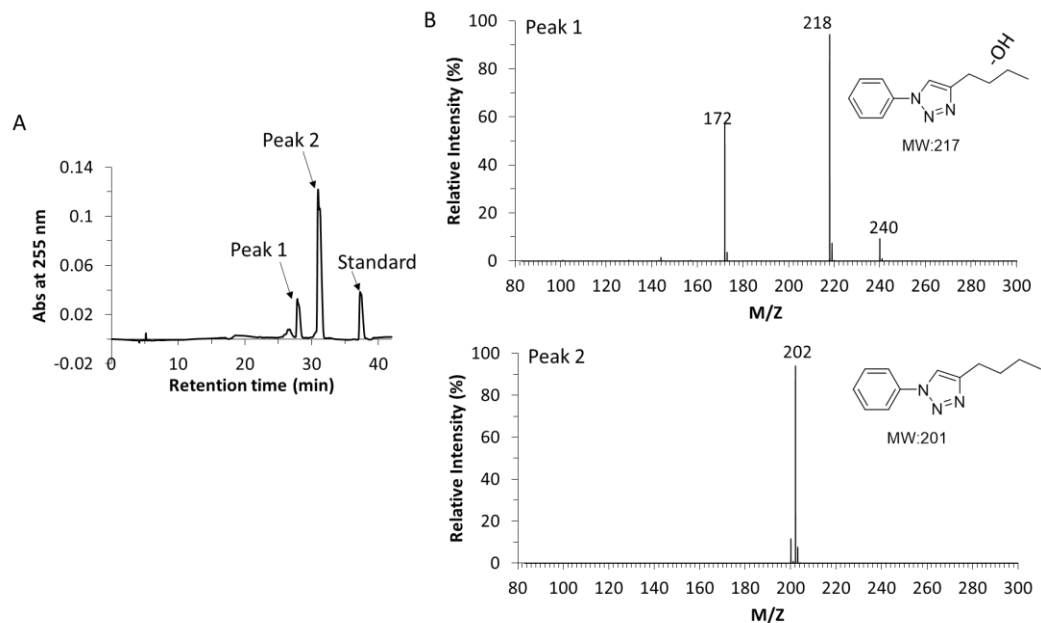 A
Abs at 255 nm
0.14
0.1
0.06
0.02
-0.02
Peak 2
Peak 1
Standard
0 10 20 30 40
Retention time (min)
B
Peak 1
Relative Intensity (%)
100
80
60
40
20
0
172
218
240
-OH
N
N
N
MW:217
80 100 120 140 160 180 200 220 240 260 280 300
M/Z
Peak 2
Relative Intensity (%)
100
80
60
40
20
0
202
N
N
N
MW:201
80 100 120 140 160 180 200 220 240 260 280 300
M/Z